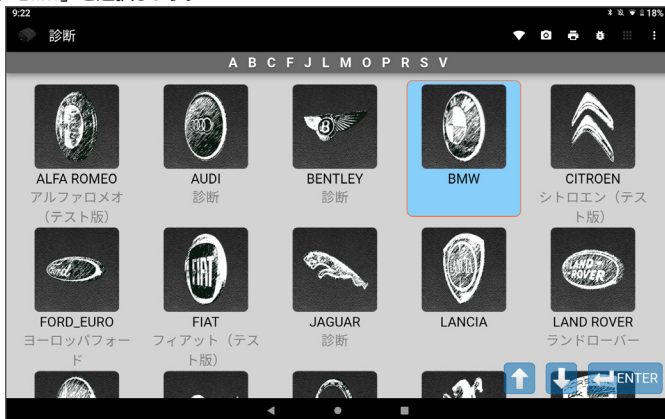 9:22
18%
診断
A B C F J L M O P R S V
ALFA ROMEO
アルファロメオ
（テスト版）
AUDI
診断
BENTLEY
診断
BMW
CITROEN
シトロエン（テス
ト版）
FORD_EURO
ヨーロッパフォー
ド
FIAT
フィアット（テス
ト版）
JAGUAR
診断
LANCIA
LAND ROVER
ランドローバー
ENTER